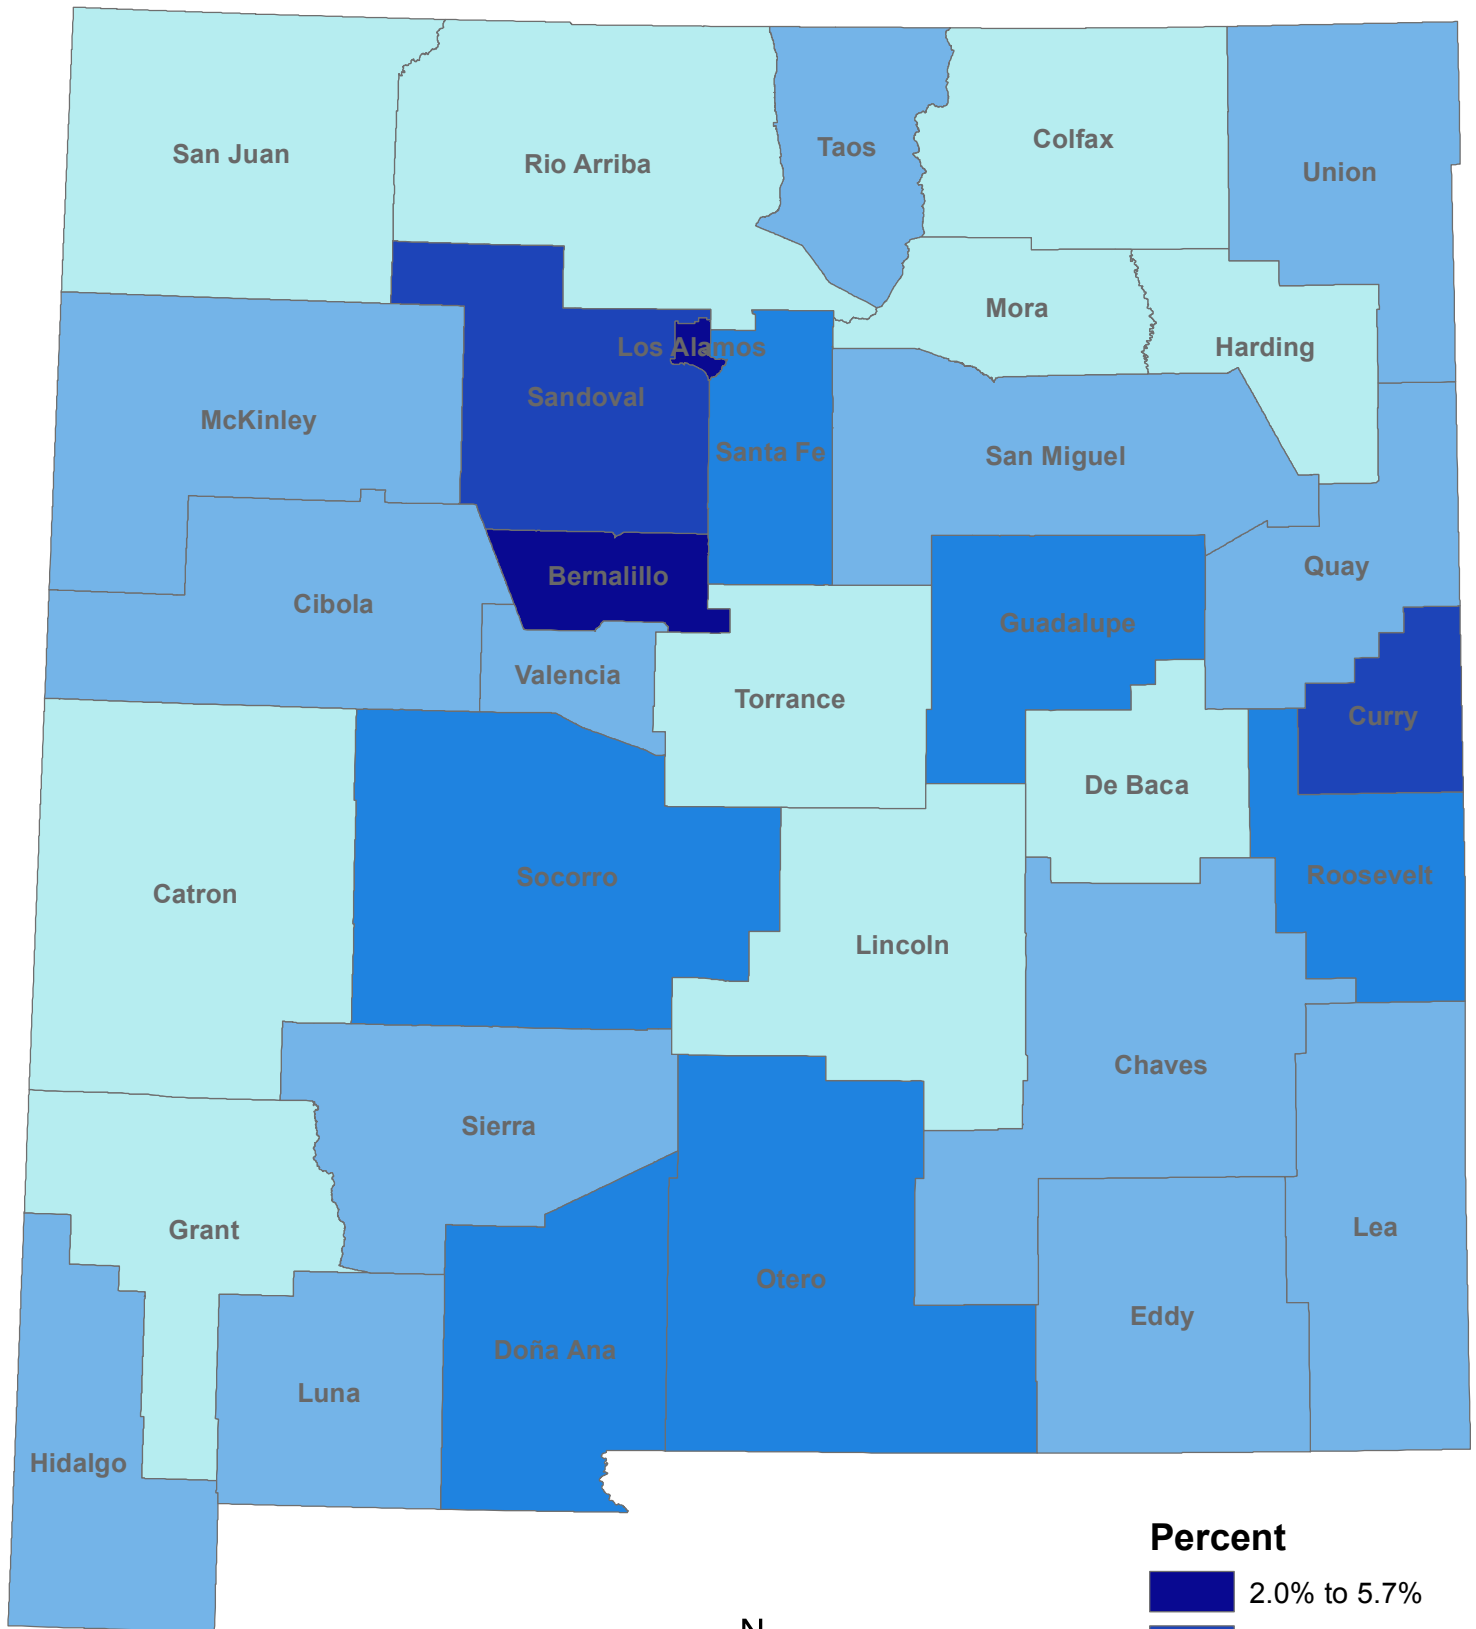 San Juan
Rio Arriba
Taos
Colfax
Union
Mora
Harding
Los Alamos
Sandoval
McKinley
Santa Fe
San Miguel
Quay
Bernalillo
Cibola
Guadalupe
Valencia
Torrance
Curry
De Baca
Socorro
Roosevelt
Catron
Lincoln
Chaves
Sierra
Grant
Lea
Otero
Eddy
Doña Ana
Luna
Hidalgo
Percent
2.0% to 5.7%
N